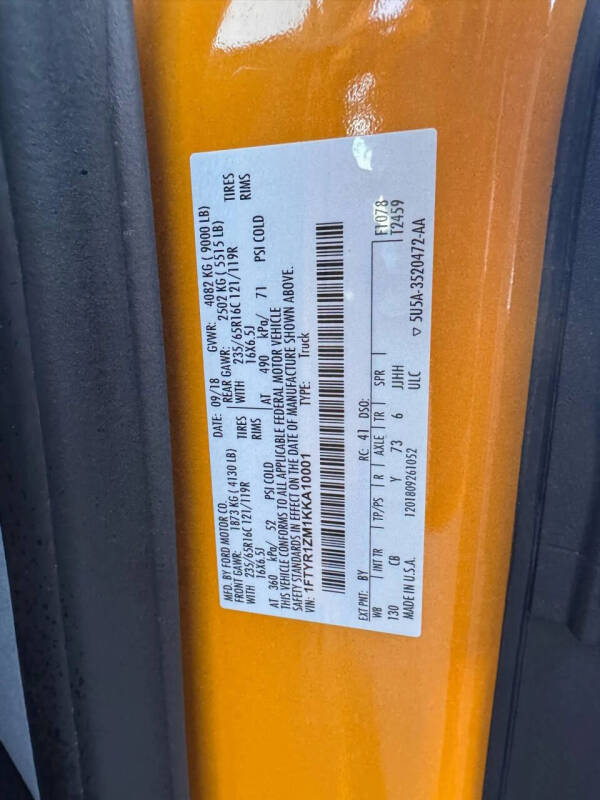 MFD. BY FORD MOTOR CO. DATE: 09/18 GVWR: 4082 KG ( 9000 LB)
FRONT GAWR: 1873 KG ( 4130 LB) REAR GAWR: 2502 KG ( 5515 LB)
WITH 235/65R16C 121/119R TIRES WITH 235/65R16C 121/119R TIRES
16X6.5J RIMS 16X6.5J RIMS
AT 360 kPa/ 52 PSI COLD AT 490 kPa/ 71 PSI COLD
THIS VEHICLE CONFORMS TO ALL APPLICABLE FEDERAL MOTOR VEHICLE
SAFETY STANDARDS IN EFFECT ON THE DATE OF MANUFACTURE SHOWN ABOVE.
VIN: 1FTYR1ZM1KKA10001 TYPE: Truck
EXT PNT: BY RC: 41 DSO: F1078
WB INT TR TP/PS R AXLE TR SPR T2459
130 CB Y 73 6 JJHH
MADE IN U.S.A. 1201809261052 ULC ▽ 5U5A-3520472-AA